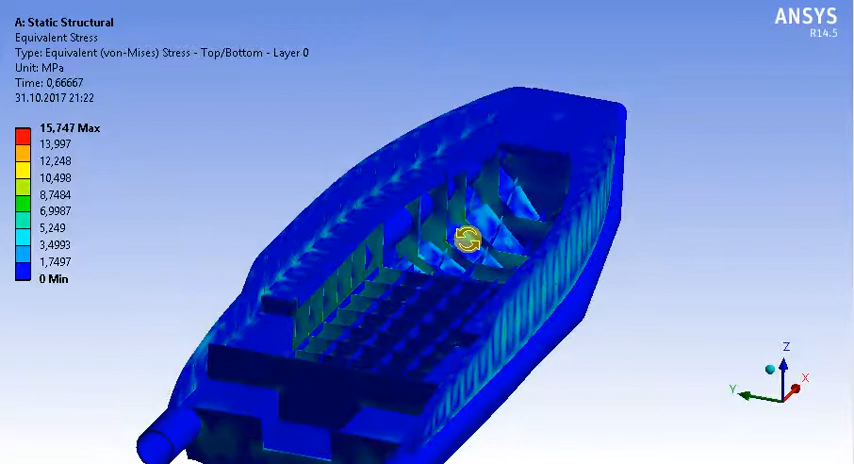 A: Static Structural
Equivalent Stress
Type: Equivalent (von-Mises) Stress - Top/Bottom - Layer 0
Unit: MPa
Time: 0,66667
31.10.2017 21:22
ANSYS
R14.5
15,747 Max
13,997
12,248
10,498
8,7484
6,9987
5,249
3,4993
1,7497
0 Min
Z
X
Y